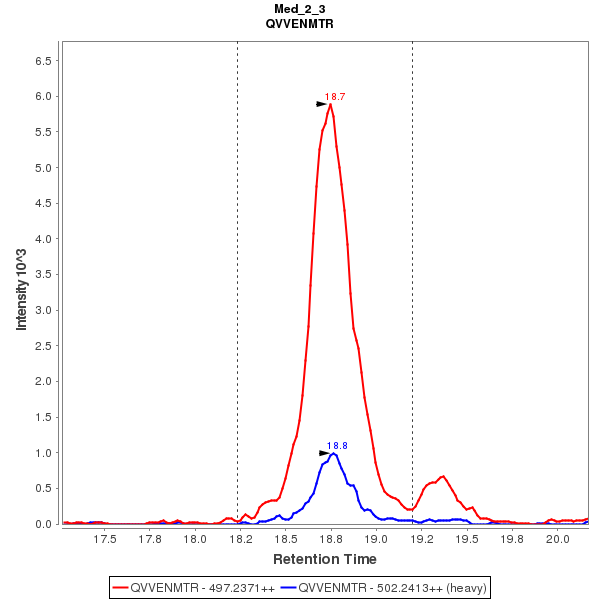 Med_2_3
QVVENMTR
Intensity 10^3
6.5
6.0
5.5
5.0
4.5
4.0
3.5
3.0
2.5
2.0
1.5
1.0
0.5
0.0
18.7
18.8
17.5 17.8 18.0 18.2 18.5 18.8 19.0 19.2 19.5 19.8 20.0
Retention Time
QVVENMTR - 497.2371++ QVVENMTR - 502.2413++ (heavy)